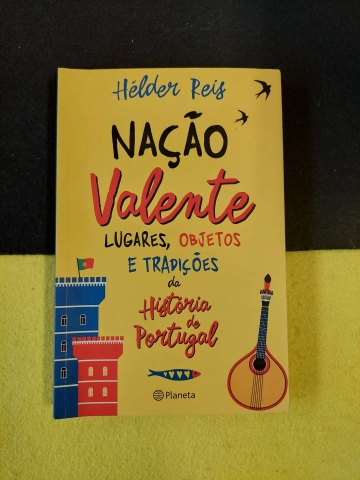 Hélder Reis
NAÇÃO
Valente
LUGARES, OBJETOS
E TRADIÇÕES
da
História
de
Portugal
Planeta